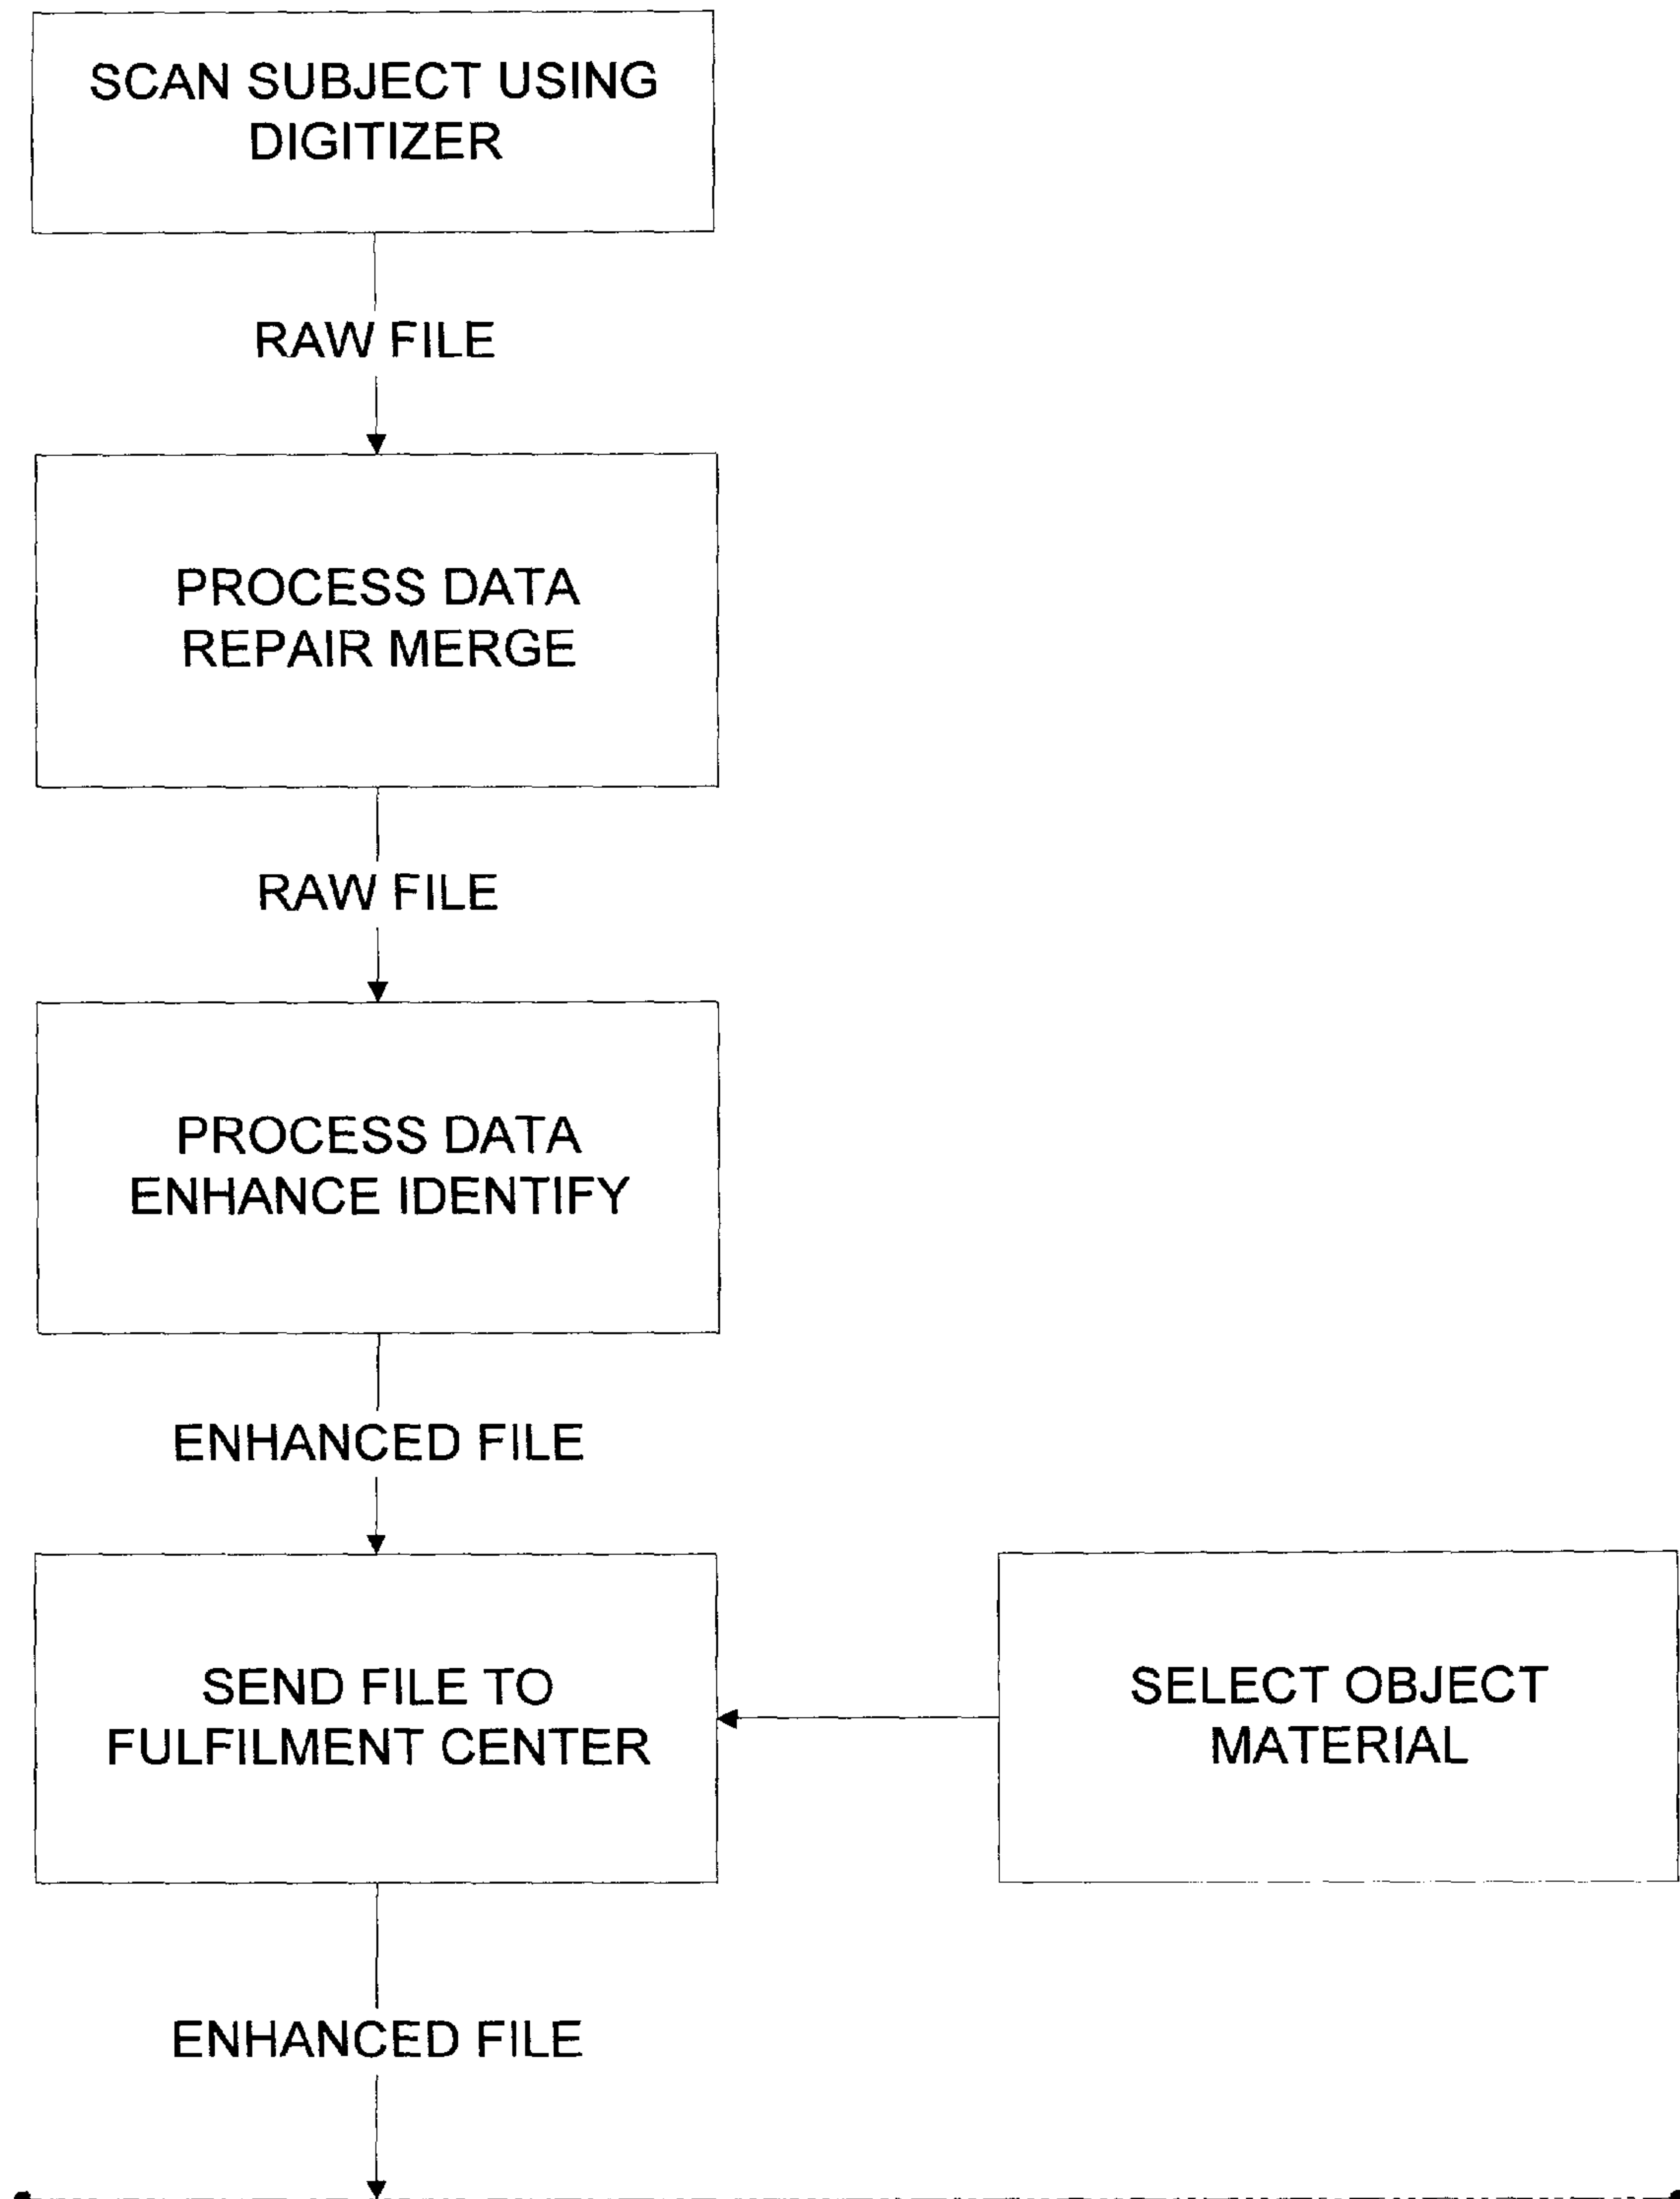 SCAN SUBJECT USING
DIGITIZER
RAW FILE
PROCESS DATA
REPAIR MERGE
RAW FILE
PROCESS DATA
ENHANCE IDENTIFY
ENHANCED FILE
SEND FILE TO
FULFILMENT CENTER
SELECT OBJECT
MATERIAL
ENHANCED FILE